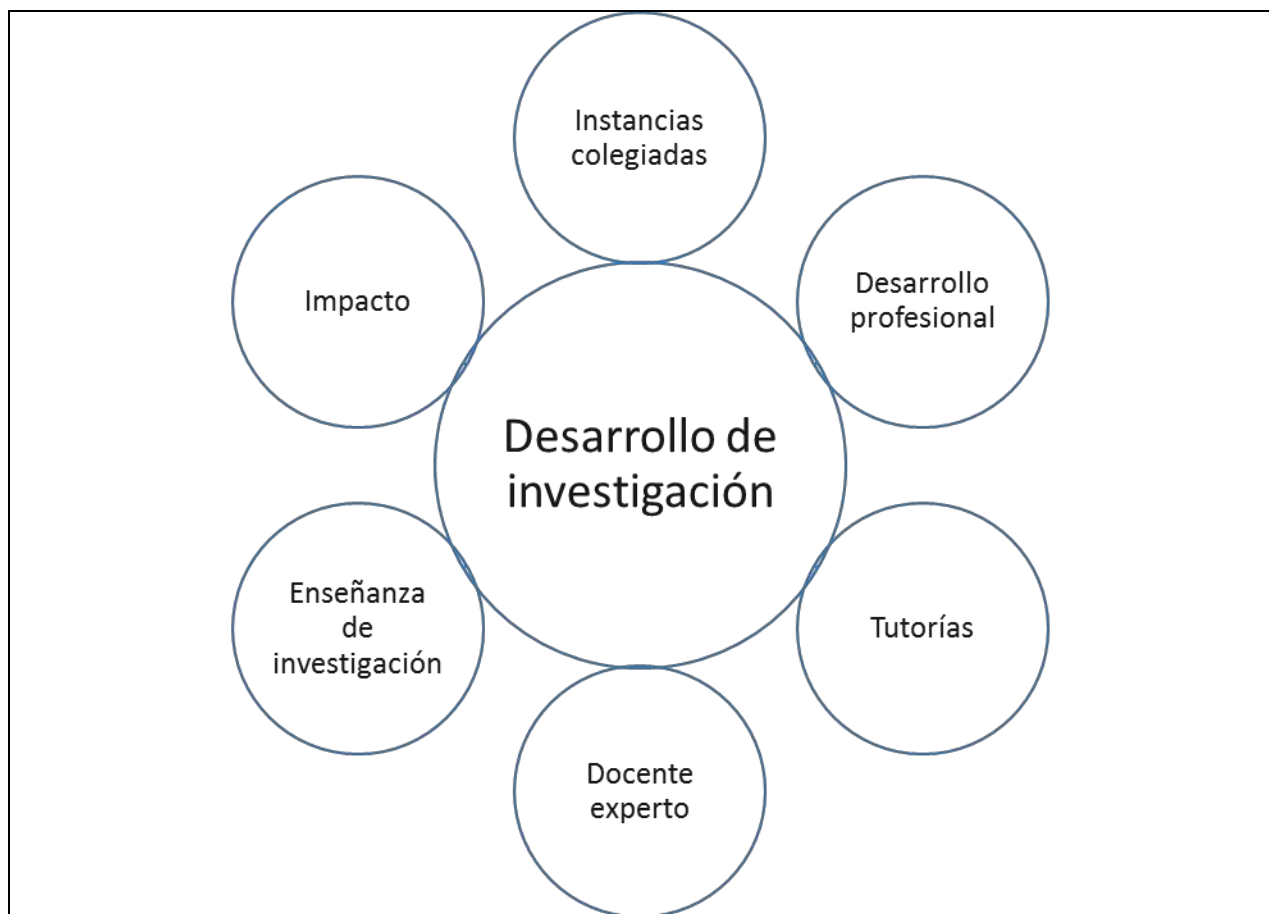 Instancias
colegiadas
Impacto
Desarrollo
profesional
Desarrollo de
investigación
Enseñanza
de
investigación
Tutorías
Docente
experto